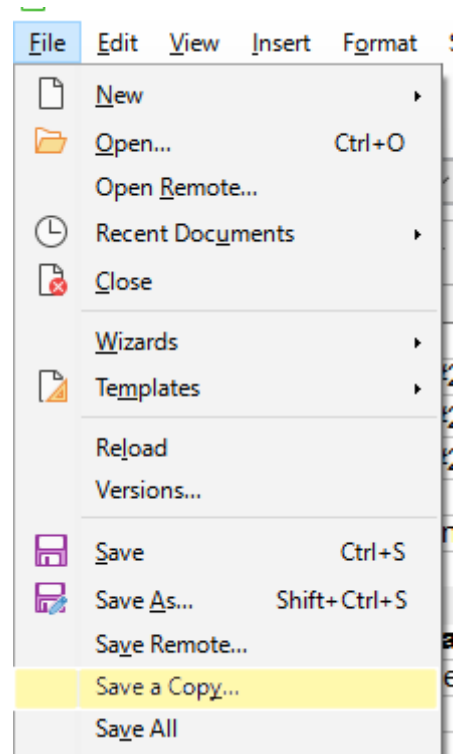 File Edit View Insert Format
New
Open... Ctrl+O
Open Remote...
Recent Documents
Close
Wizards
Templates
Reload
Versions...
Save Ctrl+S
Save As... Shift+Ctrl+S
Save Remote...
Save a Copy...
Save All